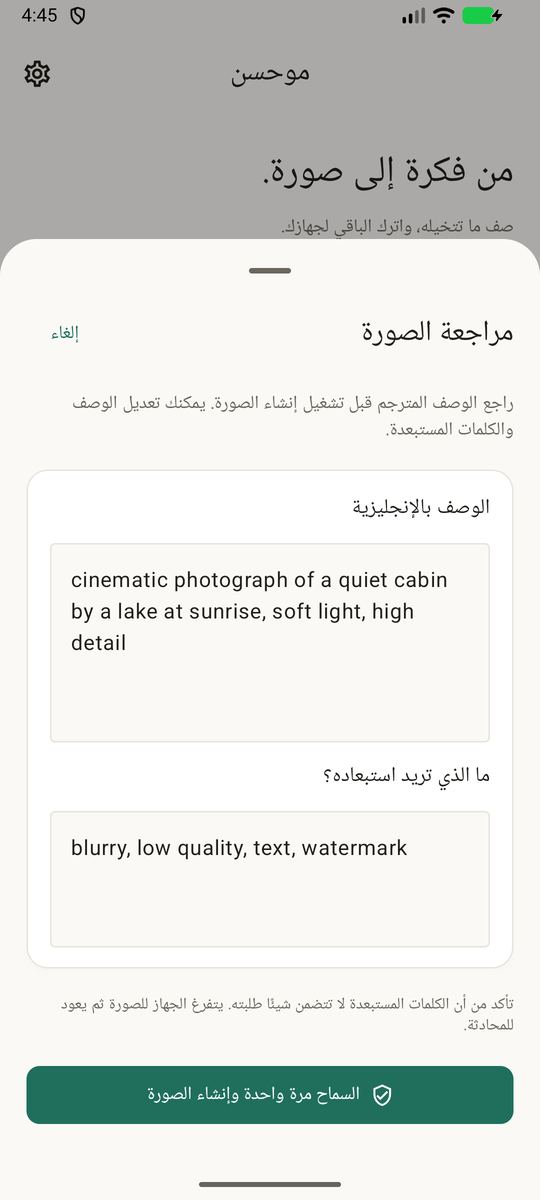 4:45
موحسن
من فكرة إلى صورة.
صف ما تتخيله، واترك الباقي لجهازك.
مراجعة الصورة
إلغاء
راجع الوصف المترجم قبل تشغيل إنشاء الصورة. يمكنك تعديل الوصف
والكلمات المستبعدة.
الوصف بالإنجليزية
cinematic photograph of a quiet cabin
by a lake at sunrise, soft light, high
detail
ما الذي تريد استبعاده؟
blurry, low quality, text, watermark
تأكد من أن الكلمات المستبعدة لا تتضمن شيئًا طلبته. يتفرغ الجهاز للصورة ثم يعود
للمحادثة.
السماح مرة واحدة وإنشاء الصورة